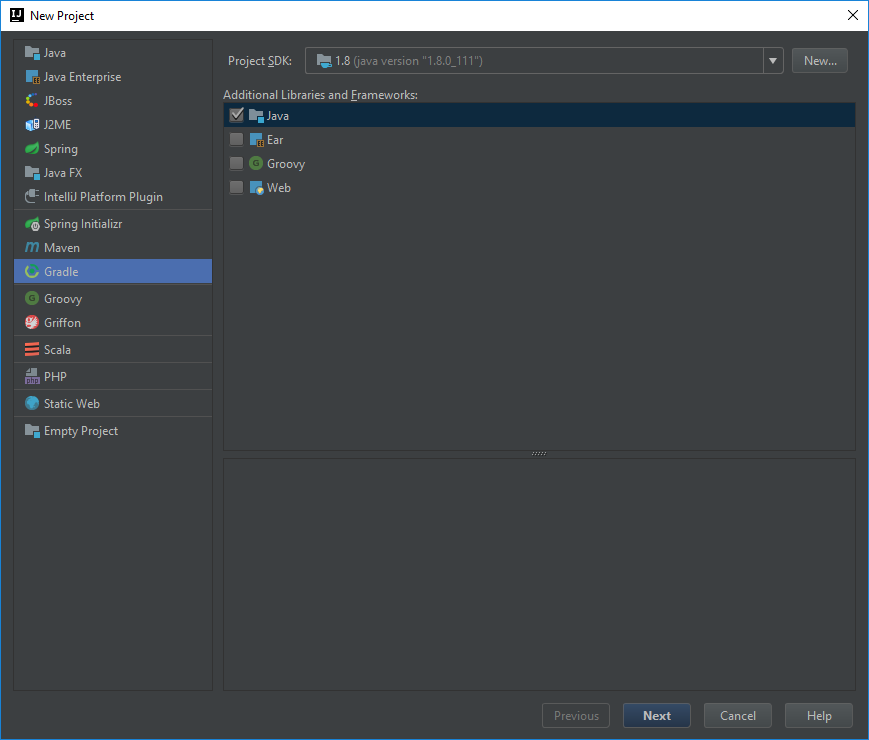 New Project
Java
Java Enterprise
JBoss
J2ME
Spring
Java FX
IntelliJ Platform Plugin
Spring Initializr
Maven
Gradle
Groovy
Griffon
Scala
PHP
Static Web
Empty Project
Project SDK: 1.8 (java version "1.8.0_111") New...
Additional Libraries and Frameworks:
Java
Ear
Groovy
Web
Previous Next Cancel Help